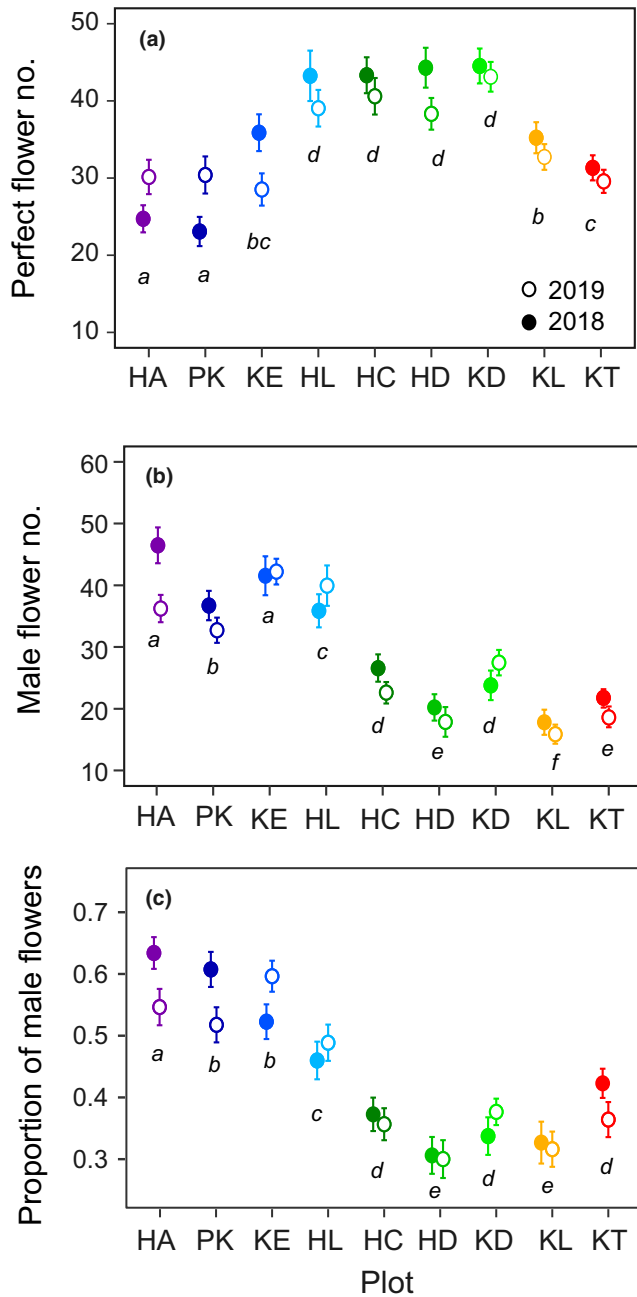 (a)
Perfect flower no.
50
40
30
20
10
a a bc d d d d b c
2019
2018
HA PK KE HL HC HD KD KL KT
(b)
Male flower no.
60
50
40
30
20
10
a b a c d e d f e
HA PK KE HL HC HD KD KL KT
(c)
Proportion of male flowers
0.7
0.6
0.5
0.4
0.3
a b b c d e d e d
HA PK KE HL HC HD KD KL KT
Plot